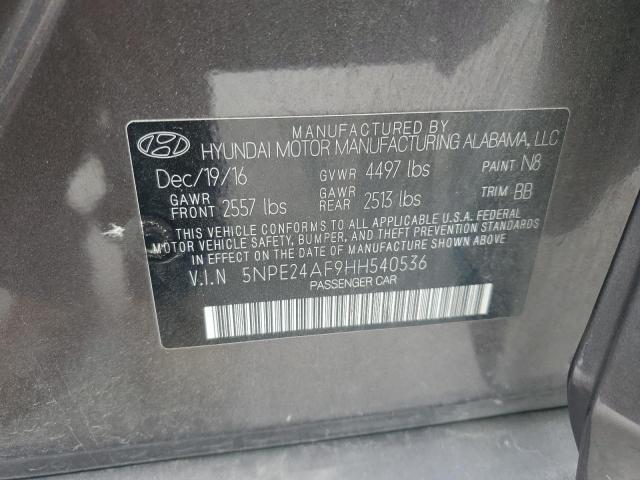 MANUFACTURED BY
HYUNDAI MOTOR MANUFACTURING ALABAMA, LLC
Dec/19/16 GVWR 4497 lbs PAINT N8
GAWR FRONT 2557 lbs GAWR REAR 2513 lbs TRIM BB
THIS VEHICLE CONFORMS TO ALL APPLICABLE U.S.A. FEDERAL
MOTOR VEHICLE SAFETY, BUMPER, AND THEFT PREVENTION STANDARDS
IN EFFECT ON THE DATE OF MANUFACTURE SHOWN ABOVE.
V.I.N 5NPE24AF9HH540536
PASSENGER CAR